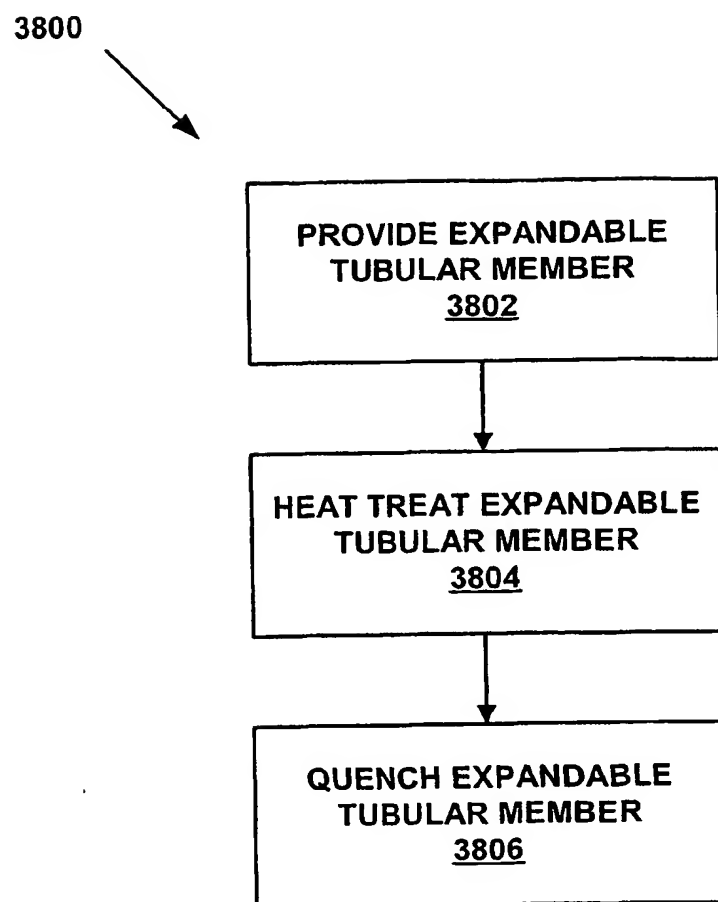 3800
PROVIDE EXPANDABLE
TUBULAR MEMBER
3802
HEAT TREAT EXPANDABLE
TUBULAR MEMBER
3804
QUENCH EXPANDABLE
TUBULAR MEMBER
3806